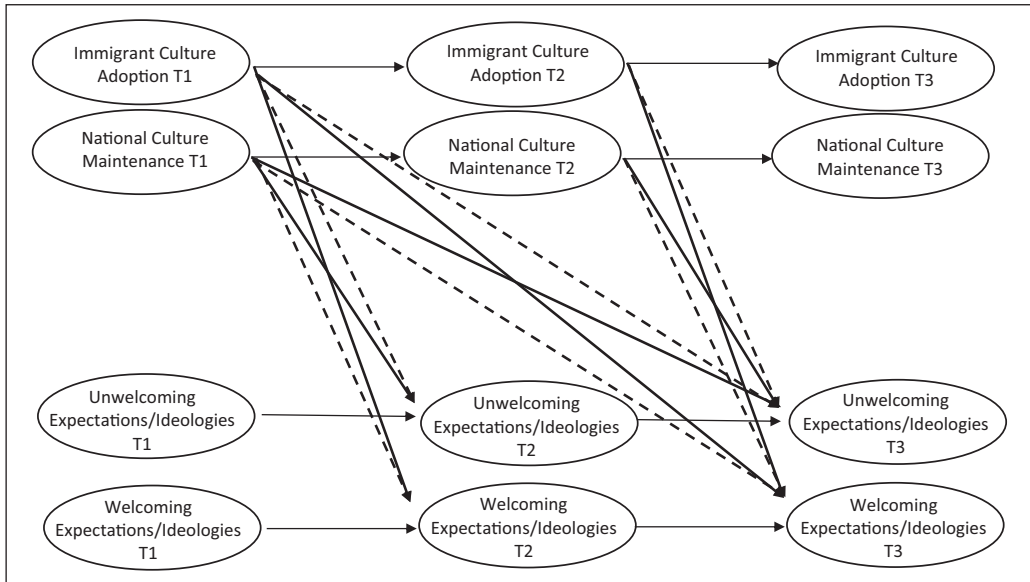 Immigrant Culture
Adoption T1
Immigrant Culture
Adoption T2
Immigrant Culture
Adoption T3
National Culture
Maintenance T1
National Culture
Maintenance T2
National Culture
Maintenance T3
Unwelcoming
Expectations/Ideologies
T1
Unwelcoming
Expectations/Ideologies
T2
Unwelcoming
Expectations/Ideologies
T3
Welcoming
Expectations/Ideologies
T1
Welcoming
Expectations/Ideologies
T2
Welcoming
Expectations/Ideologies
T3